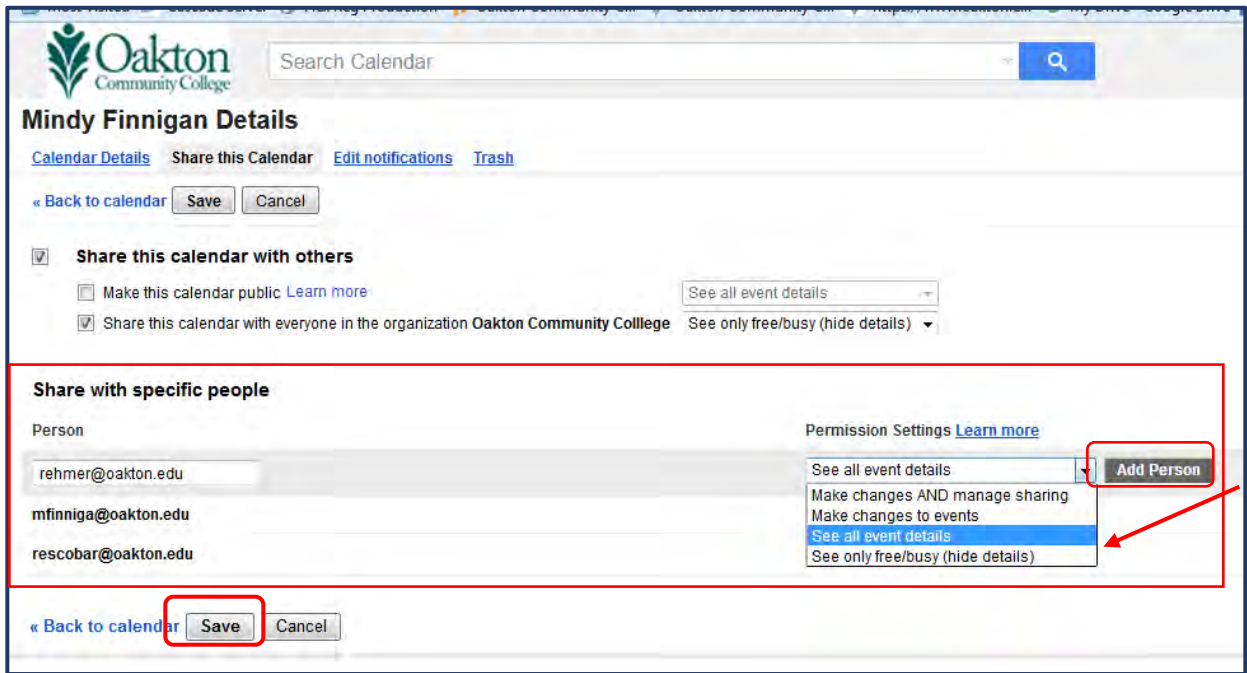 Oakton
Community College
Search Calendar
Mindy Finnigan Details
Calendar Details Share this Calendar Edit notifications Trash
« Back to calendar Save Cancel
Share this calendar with others
Make this calendar public Learn more See all event details
Share this calendar with everyone in the organization Oakton Community Colllege See only free/busy (hide details)
Share with specific people
Person Permission Settings Learn more
rehmer@oakton.edu See all event details Add Person
Make changes AND manage sharing
mfinniga@oakton.edu Make changes to events
See all event details
rescobar@oakton.edu See only free/busy (hide details)
« Back to calendar Save Cancel